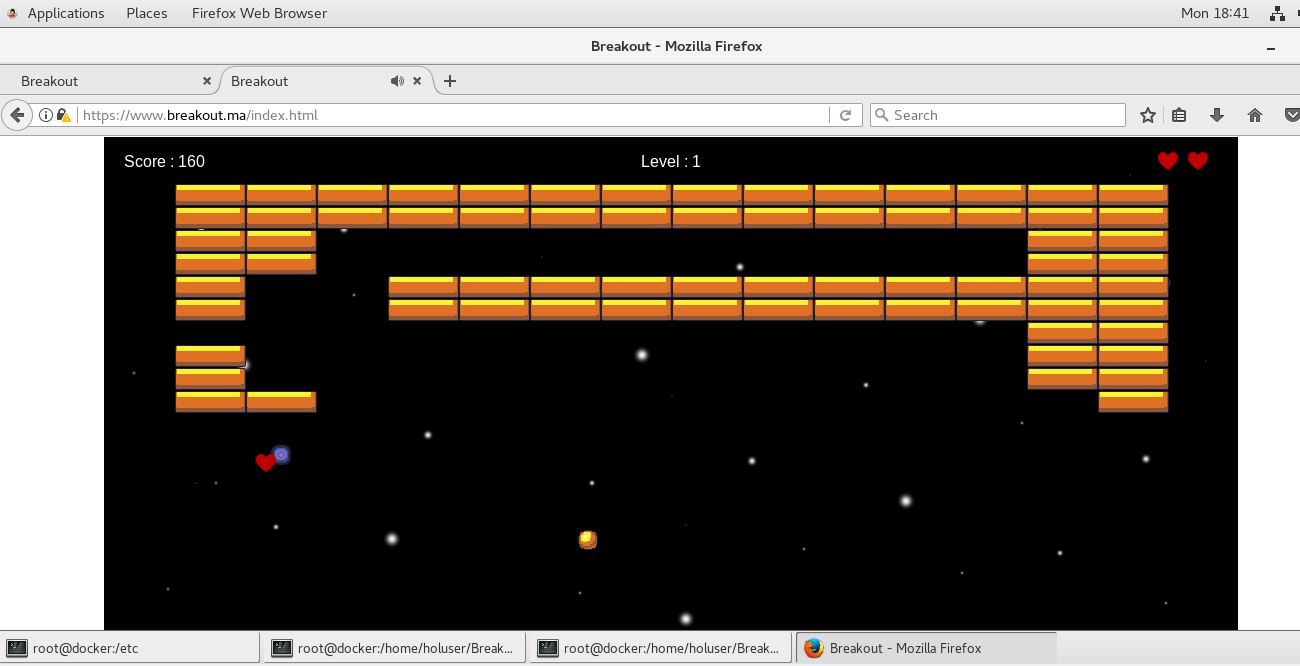 Applications Places Firefox Web Browser Mon 18:41
Breakout - Mozilla Firefox
Breakout Breakout
https://www.breakout.ma/index.html Search
Score : 160 Level : 1
root@docker:/etc root@docker:/home/holuser/Break... root@docker:/home/holuser/Break... Breakout - Mozilla Firefox